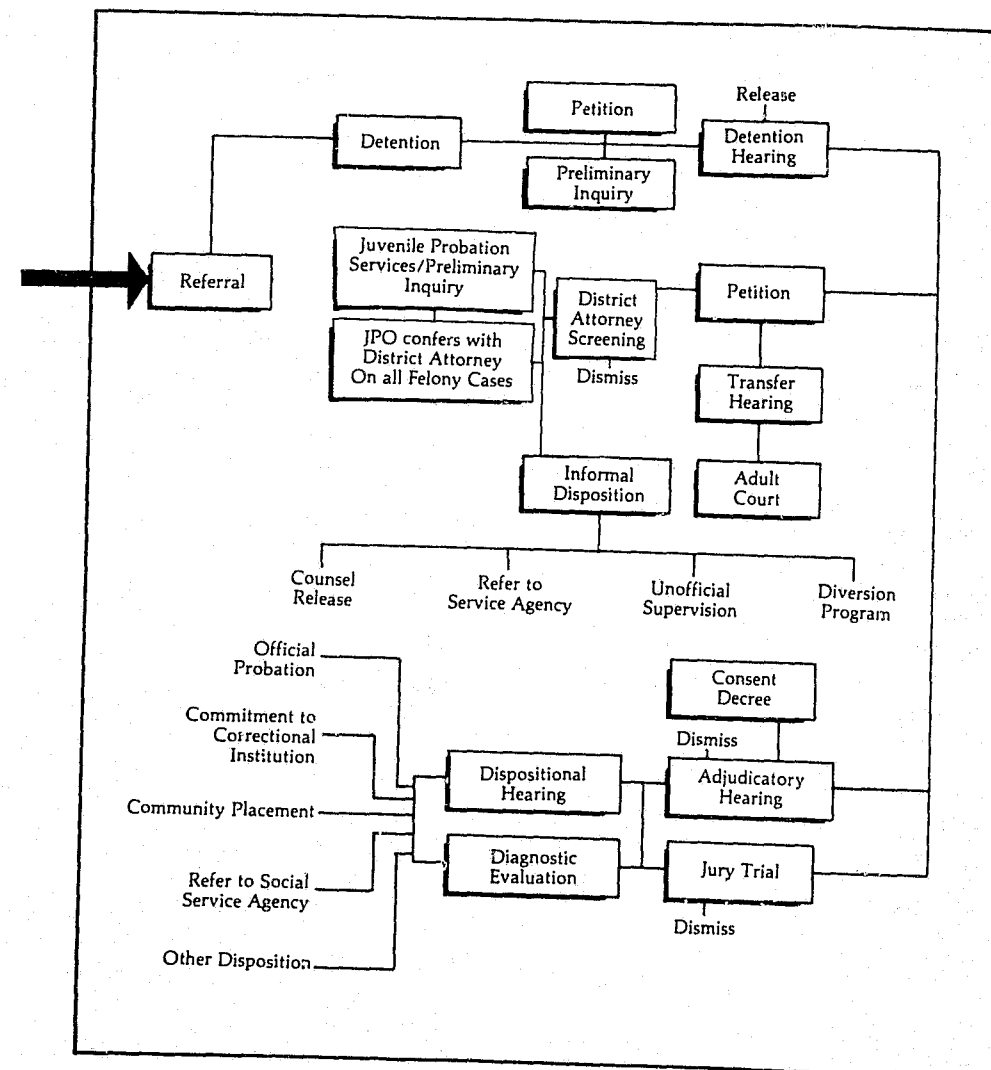 Petition
Release
Detention
Detention
Hearing
Preliminary
Inquiry
Referral
Juvenile Probation
Services/Preliminary
Inquiry
JPO confers with
District Attorney
On all Felony Cases
District
Attorney
Screening
Dismiss
Petition
Transfer
Hearing
Adult
Court
Informal
Disposition
Counsel
Release
Refer to
Service Agency
Unofficial
Supervision
Diversion
Program
Official
Probation
Commitment to
Correctional
Institution
Community Placement
Refer to Social
Service Agency
Other Disposition
Dispositional
Hearing
Diagnostic
Evaluation
Consent
Decree
Dismiss
Adjudicatory
Hearing
Jury Trial
Dismiss